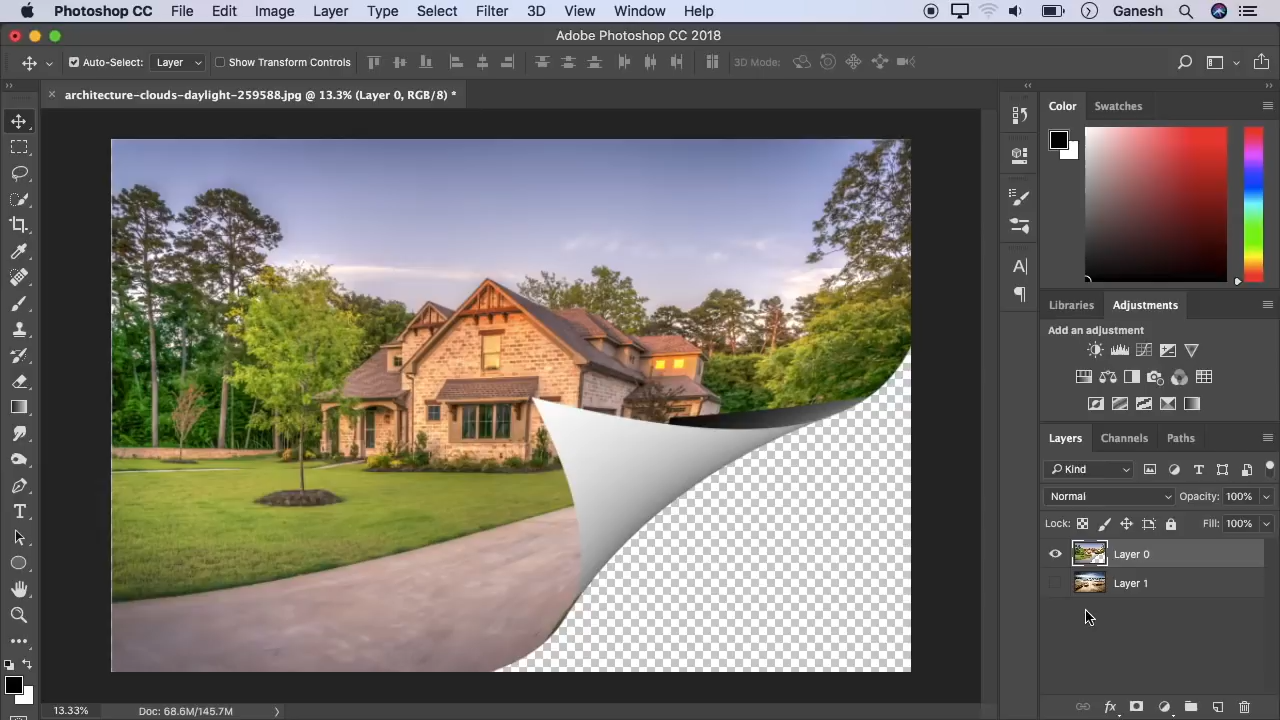 Photoshop CC File Edit Image Layer Type Select Filter 3D View Window Help Ganesh
Adobe Photoshop CC 2018
Auto-Select: Layer Show Transform Controls 3D Mode:
architecture-clouds-daylight-259588.jpg @ 13.3% (Layer 0, RGB/8) *
Color Swatches
Libraries Adjustments
Add an adjustment
Layers Channels Paths
Kind
Normal Opacity: 100%
Lock: Fill: 100%
Layer 0
Layer 1
13.33% Doc: 68.6M/145.7M